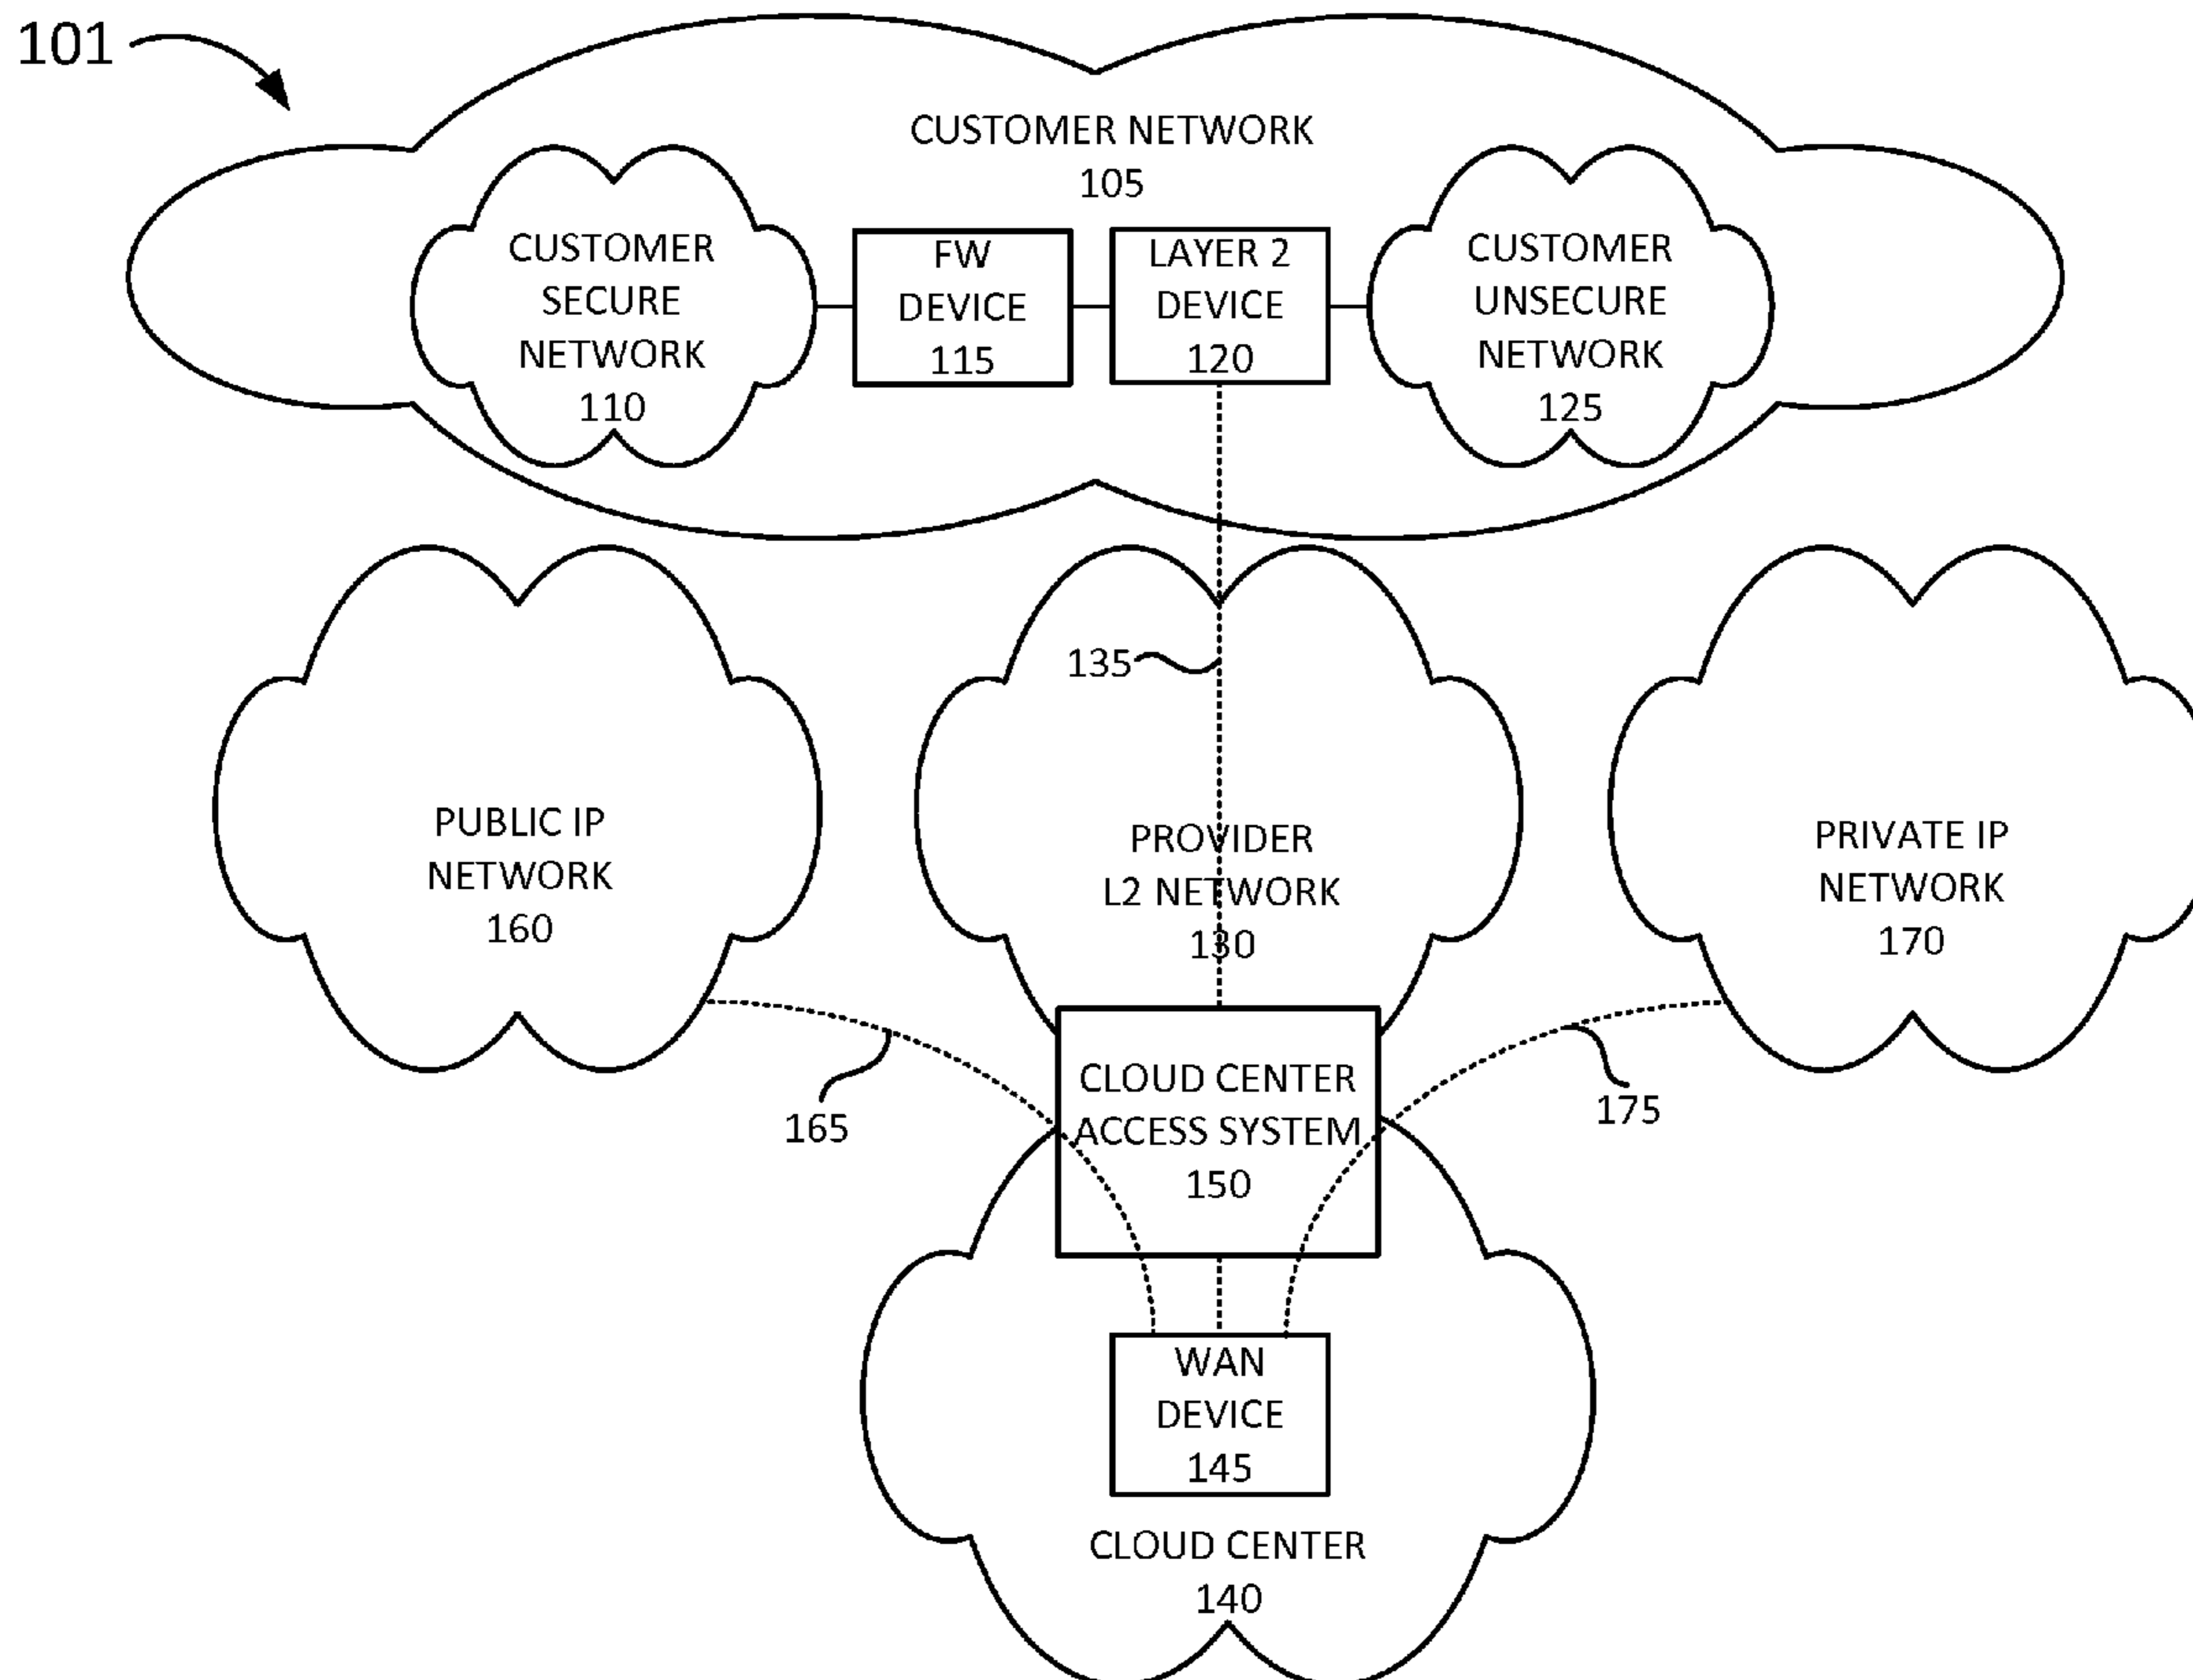 101
CUSTOMER NETWORK
105
CUSTOMER
SECURE
NETWORK
110
FW
DEVICE
115
LAYER 2
DEVICE
120
CUSTOMER
UNSECURE
NETWORK
125
135
PUBLIC IP
NETWORK
160
PROVIDER
L2 NETWORK
130
PRIVATE IP
NETWORK
170
165
CLOUD CENTER
ACCESS SYSTEM
150
175
WAN
DEVICE
145
CLOUD CENTER
140